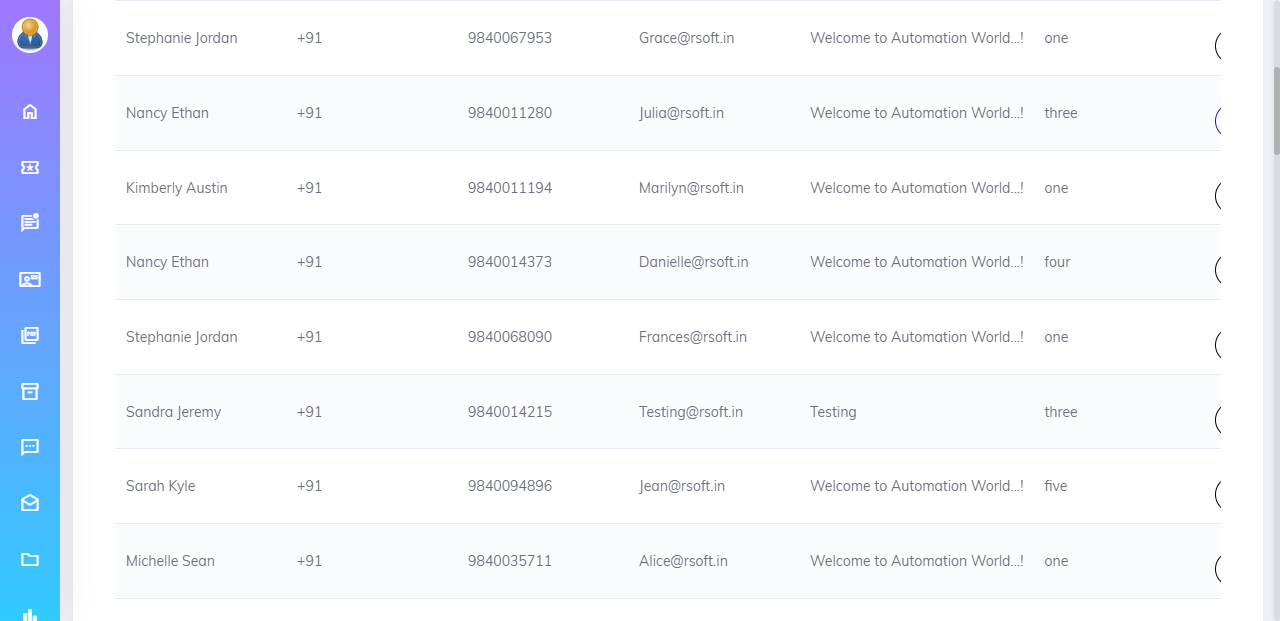 Stephanie Jordan +91 9840067953 Grace@rsoft.in Welcome to Automation World...! one
Nancy Ethan +91 9840011280 Julia@rsoft.in Welcome to Automation World...! three
Kimberly Austin +91 9840011194 Marilyn@rsoft.in Welcome to Automation World...! one
Nancy Ethan +91 9840014373 Danielle@rsoft.in Welcome to Automation World...! four
Stephanie Jordan +91 9840068090 Frances@rsoft.in Welcome to Automation World...! one
Sandra Jeremy +91 9840014215 Testing@rsoft.in Testing three
Sarah Kyle +91 9840094896 Jean@rsoft.in Welcome to Automation World...! five
Michelle Sean +91 9840035711 Alice@rsoft.in Welcome to Automation World...! one